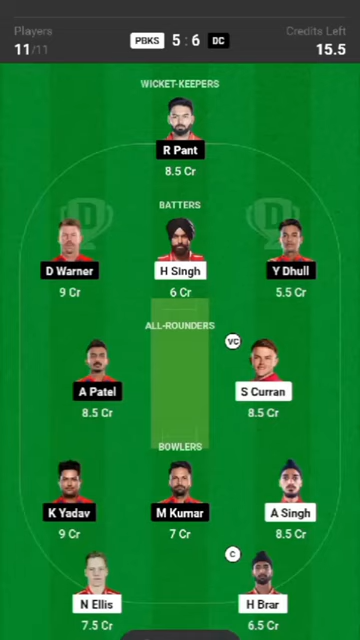 Players
11/11
PBKS 5 : 6 DC
Credits Left
15.5
WICKET-KEEPERS
R Pant
8.5 Cr
BATTERS
D Warner
9 Cr
H Singh
6 Cr
Y Dhull
5.5 Cr
ALL-ROUNDERS
A Patel
8.5 Cr
VC
S Curran
8.5 Cr
BOWLERS
K Yadav
9 Cr
M Kumar
7 Cr
A Singh
8.5 Cr
N Ellis
7.5 Cr
C
H Brar
6.5 Cr